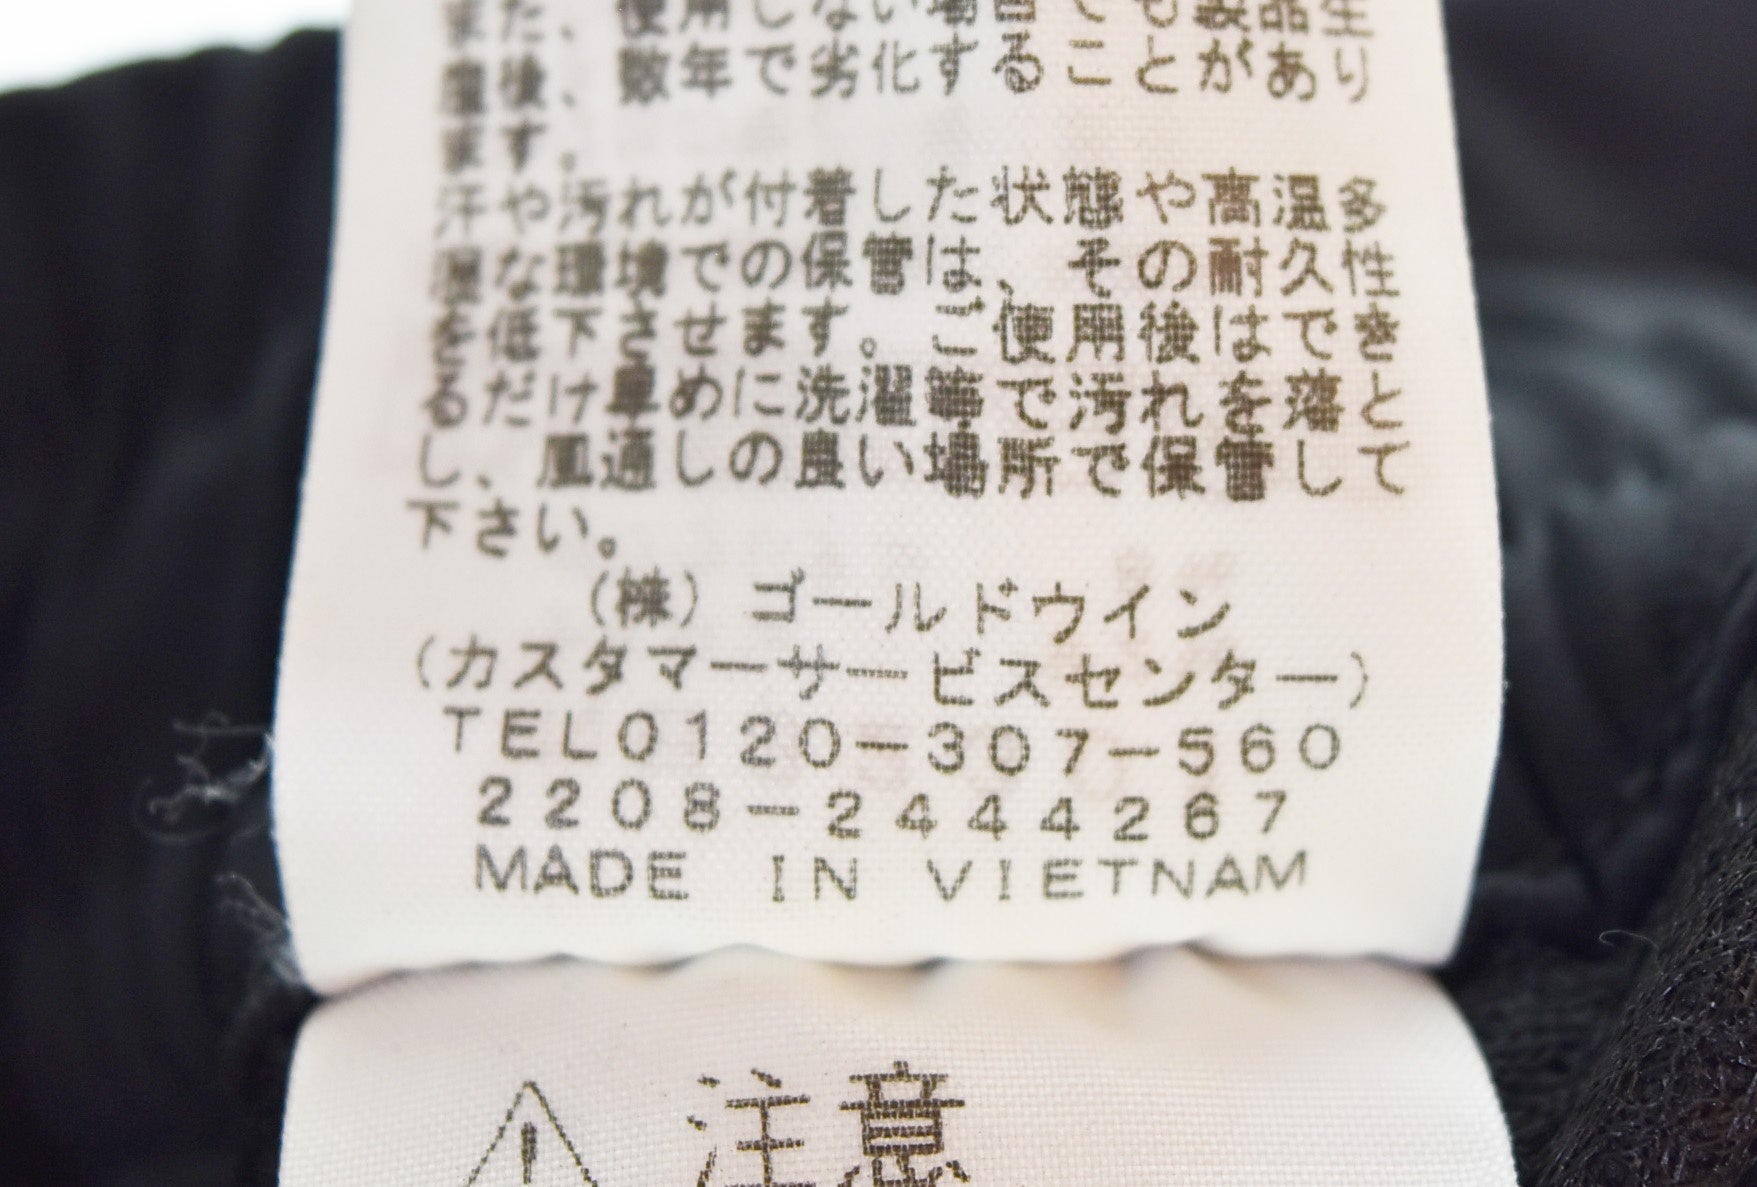 また、使用しない場合でも製品生
産後、数年で劣化することがあり
ます。
汗や汚れが付着した状態や高温多
湿な環境での保管は、その耐久性
を低下させます。ご使用後はでき
るだけ早めに洗濯等で汚れを落と
し、風通しの良い場所で保管して
下さい。
(株) ゴールドウイン
(カスタマーサービスセンター)
TEL0120-307-560
2208-2444267
MADE IN VIETNAM
注意